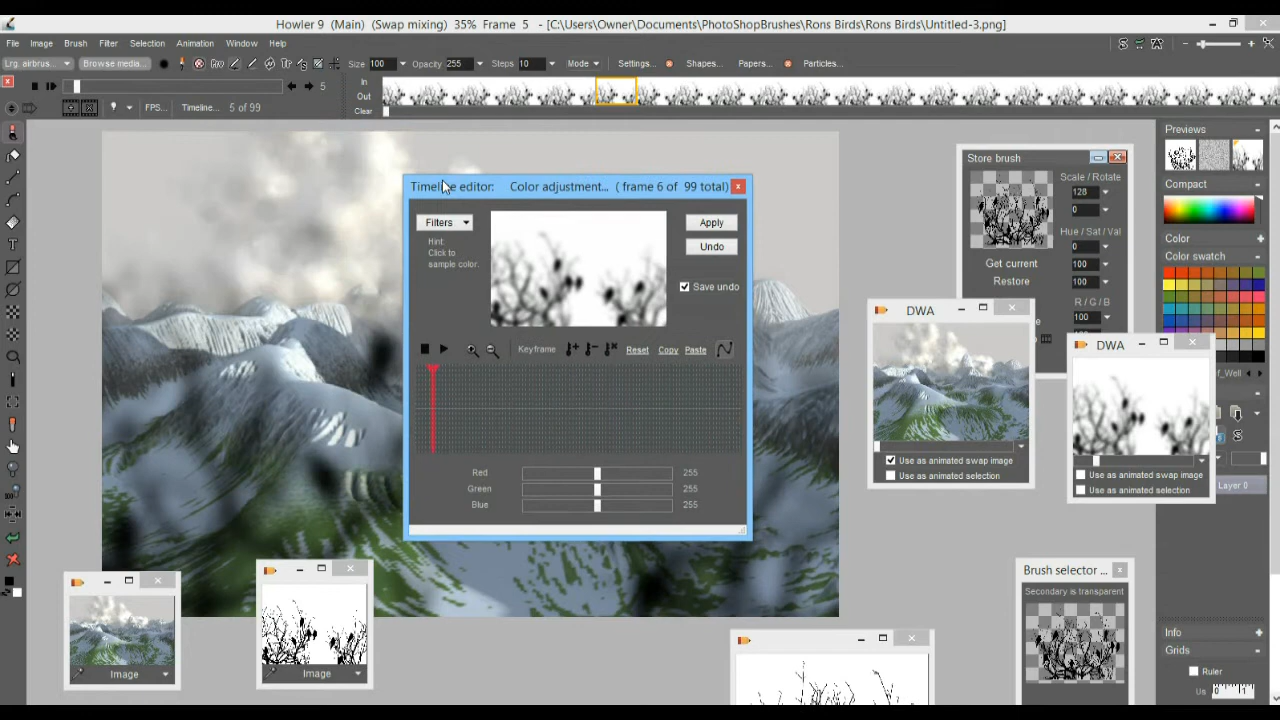 Howler 9 (Main) (Swap mixing) 35% Frame 5 - [C:\Users\Owner\Documents\PhotoShopBrushes\Rons Birds\Rons Birds\Untitled-3.png]
File Image Brush Filter Selection Animation Window Help
Lrg. airbrus... Browse media... Size 100 Opacity 255 Steps 10 Mode Settings... Shapes... Papers... Particles...
5 In
Out
FPS... Timeline... 5 of 99 Clear
Previews
Compact
Color
Color swatch
Store brush
Scale / Rotate
128
0
Hue / Sat / Val
0
Get current 100
Restore 100
R / G / B
100
Timeline editor: Color adjustment... ( frame 6 of 99 total)
Filters Apply
Hint:
Click to
sample color.
Undo
Save undo
Keyframe Reset Copy Paste
Red 255
Green 255
Blue 255
DWA
Use as animated swap image
Use as animated selection
DWA
Use as animated swap image
Use as animated selection
Layer 0
Image
Image
Brush selector ...
Secondary is transparent
Info
Grids
Ruler
Us 0 1